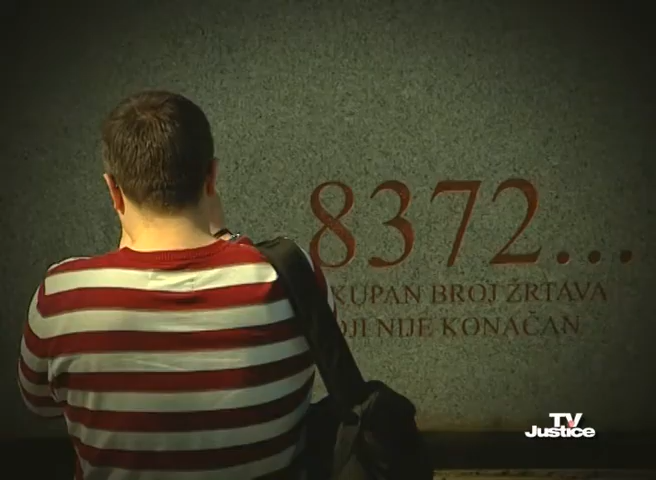 8372...
KUPAN BROJ ŽRTAVA
OJI NIJE KONAČAN
TV
Justice